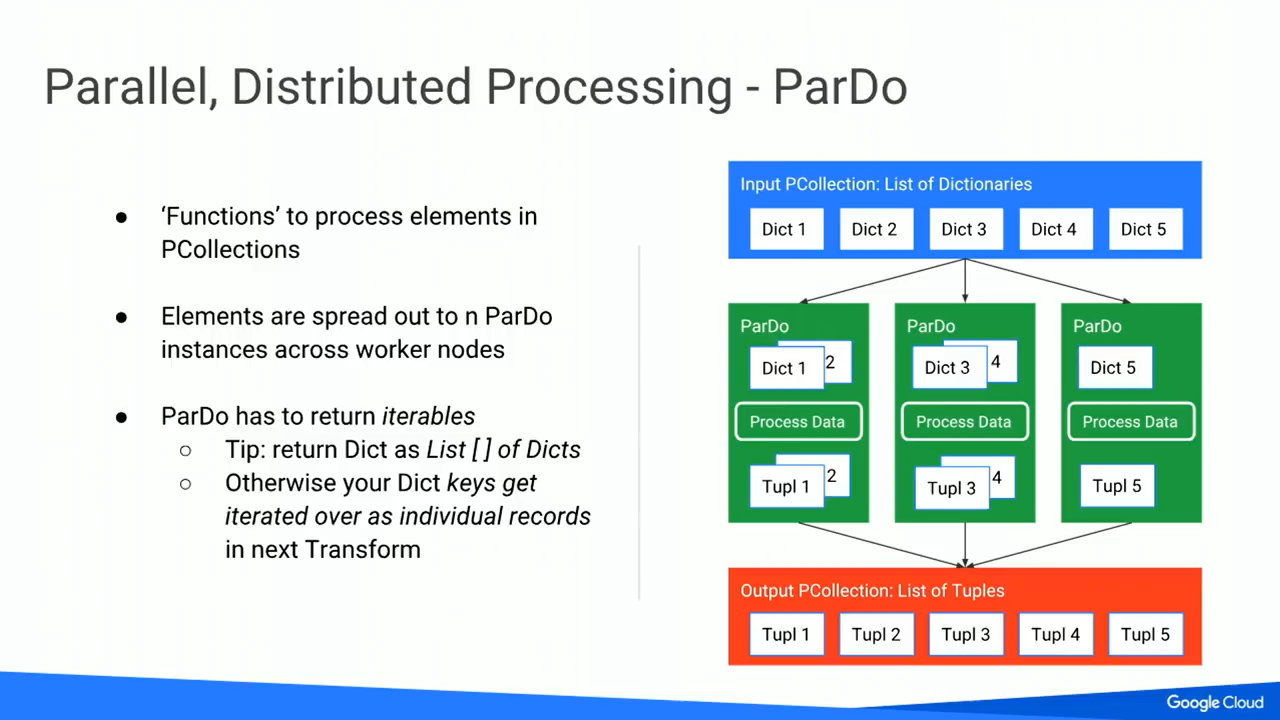 Parallel, Distributed Processing - ParDo
● ‘Functions’ to process elements in
PCollections
● Elements are spread out to n ParDo
instances across worker nodes
● ParDo has to return iterables
○ Tip: return Dict as List [ ] of Dicts
○ Otherwise your Dict keys get
iterated over as individual records
in next Transform
Input PCollection: List of Dictionaries
Dict 1 Dict 2 Dict 3 Dict 4 Dict 5
ParDo ParDo ParDo
Dict 1 2 Dict 3 4 Dict 5
Process Data Process Data Process Data
Tupl 1 2 Tupl 3 4 Tupl 5
Output PCollection: List of Tuples
Tupl 1 Tupl 2 Tupl 3 Tupl 4 Tupl 5
Google Cloud